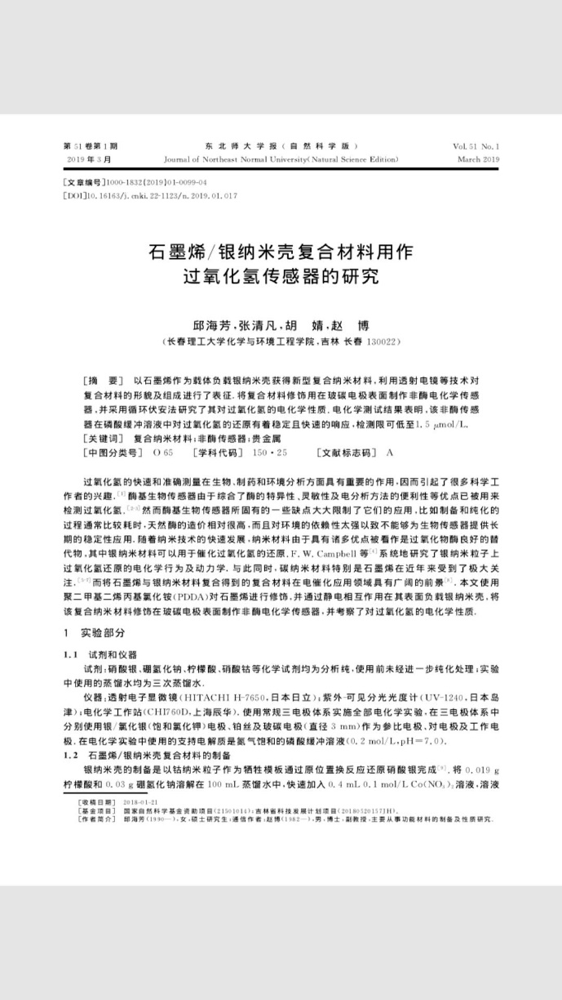 第 51 卷第 1 期 东 北 师 大 学 报 ( 自 然 科 学 版 ) Vol. 51 No. 1
2019 年 3 月 Journal of Northeast Normal University(Natural Science Edition) March 2019
[文章编号]1000-1832(2019)01-0099-04
[DOI]10.16163/j.cnki.22-1123/n.2019.01.017
石墨烯/银纳米壳复合材料用作
过氧化氢传感器的研究
邱海芳,张清凡,胡 婧,赵 博
(长春理工大学化学与环境工程学院,吉林 长春 130022)
[摘 要] 以石墨烯作为载体负载银纳米壳获得新型复合纳米材料,利用透射电镜等技术对
复合材料的形貌及组成进行了表征.将复合材料修饰用在玻碳电极表面制作非酶电化学传感
器,并采用循环伏安法研究了其对过氧化氢的电化学性质.电化学测试结果表明,该非酶传感
器在磷酸缓冲溶液中对过氧化氢的还原有着稳定且快速的响应,检测限可低至1.5 μmol/L.
[关键词] 复合纳米材料;非酶传感器;贵金属
[中图分类号] O 65 [学科代码] 150·25 [文献标志码] A
过氧化氢的快速和准确测量在生物、制药和环境分析方面具有重要的作用,因而引起了很多科学工
作者的兴趣.[1]酶基生物传感器由于综合了酶的特异性、灵敏性及电分析方法的便利性等优点已被用来
检测过氧化氢.[2-3]然而酶基生物传感器所固有的一些缺点大大限制了它们的应用,比如制备和纯化的
过程通常比较耗时,天然酶的造价相对很高,而且对环境的依赖性太强以致不能够为生物传感器提供长
期的稳定性应用.随着纳米技术的快速发展,纳米材料由于具有诸多优点被看作是过氧化物酶良好的替
代物,其中银纳米材料可以用于催化过氧化氢的还原.F. W. Campbell 等[4]系统地研究了银纳米粒子上
过氧化氢还原的电化学行为及动力学.与此同时,碳纳米材料特别是石墨烯在近年来受到了极大关
注.[5-7]而将石墨烯与银纳米材料复合得到的复合材料在电催化应用领域具有广阔的前景[8].本文使用
聚二甲基二烯丙基氯化铵(PDDA)对石墨烯进行修饰,并通过静电相互作用在其表面负载银纳米壳,将
该复合纳米材料修饰在玻碳电极表面制作非酶电化学传感器,并考察了对过氧化氢的电化学性质.
1 实验部分
1.1 试剂和仪器
试剂:硝酸银、硼氢化钠、柠檬酸、硝酸钴等化学试剂均为分析纯,使用前未经进一步纯化处理;实验
中使用的蒸馏水均为三次蒸馏水.
仪器:透射电子显微镜(HITACHI H-7650,日本日立);紫外-可见分光光度计(UV-1240,日本岛
津);电化学工作站(CHI760D,上海辰华).使用常规三电极体系实施全部电化学实验.在三电极体系中
分别使用银/氯化银(饱和氯化钾)电极、铂丝及玻碳电极(直径 3 mm)作为参比电极、对电极及工作电
极.在电化学实验中使用的支持电解质是氮气饱和的磷酸缓冲溶液(0.2 mol/L,pH=7.0).
1.2 石墨烯/银纳米壳复合材料的制备
银纳米壳的制备是以钴纳米粒子作为牺牲模板通过原位置换反应还原硝酸银完成[9].将 0.019 g
柠檬酸和 0.03 g 硼氢化钠溶解在 100 mL 蒸馏水中,快速加入 0.4 mL 0.1 mol/L Co(NO3)2溶液,溶液
[收稿日期] 2018-01-21
[基金项目] 国家自然科学基金资助项目(21501014);吉林省科技发展计划项目(20180520157JH).
[作者简介] 邱海芳(1990—),女,硕士研究生;通信作者:赵博(1982—),男,博士,副教授,主要从事功能材料的制备及性质研究.